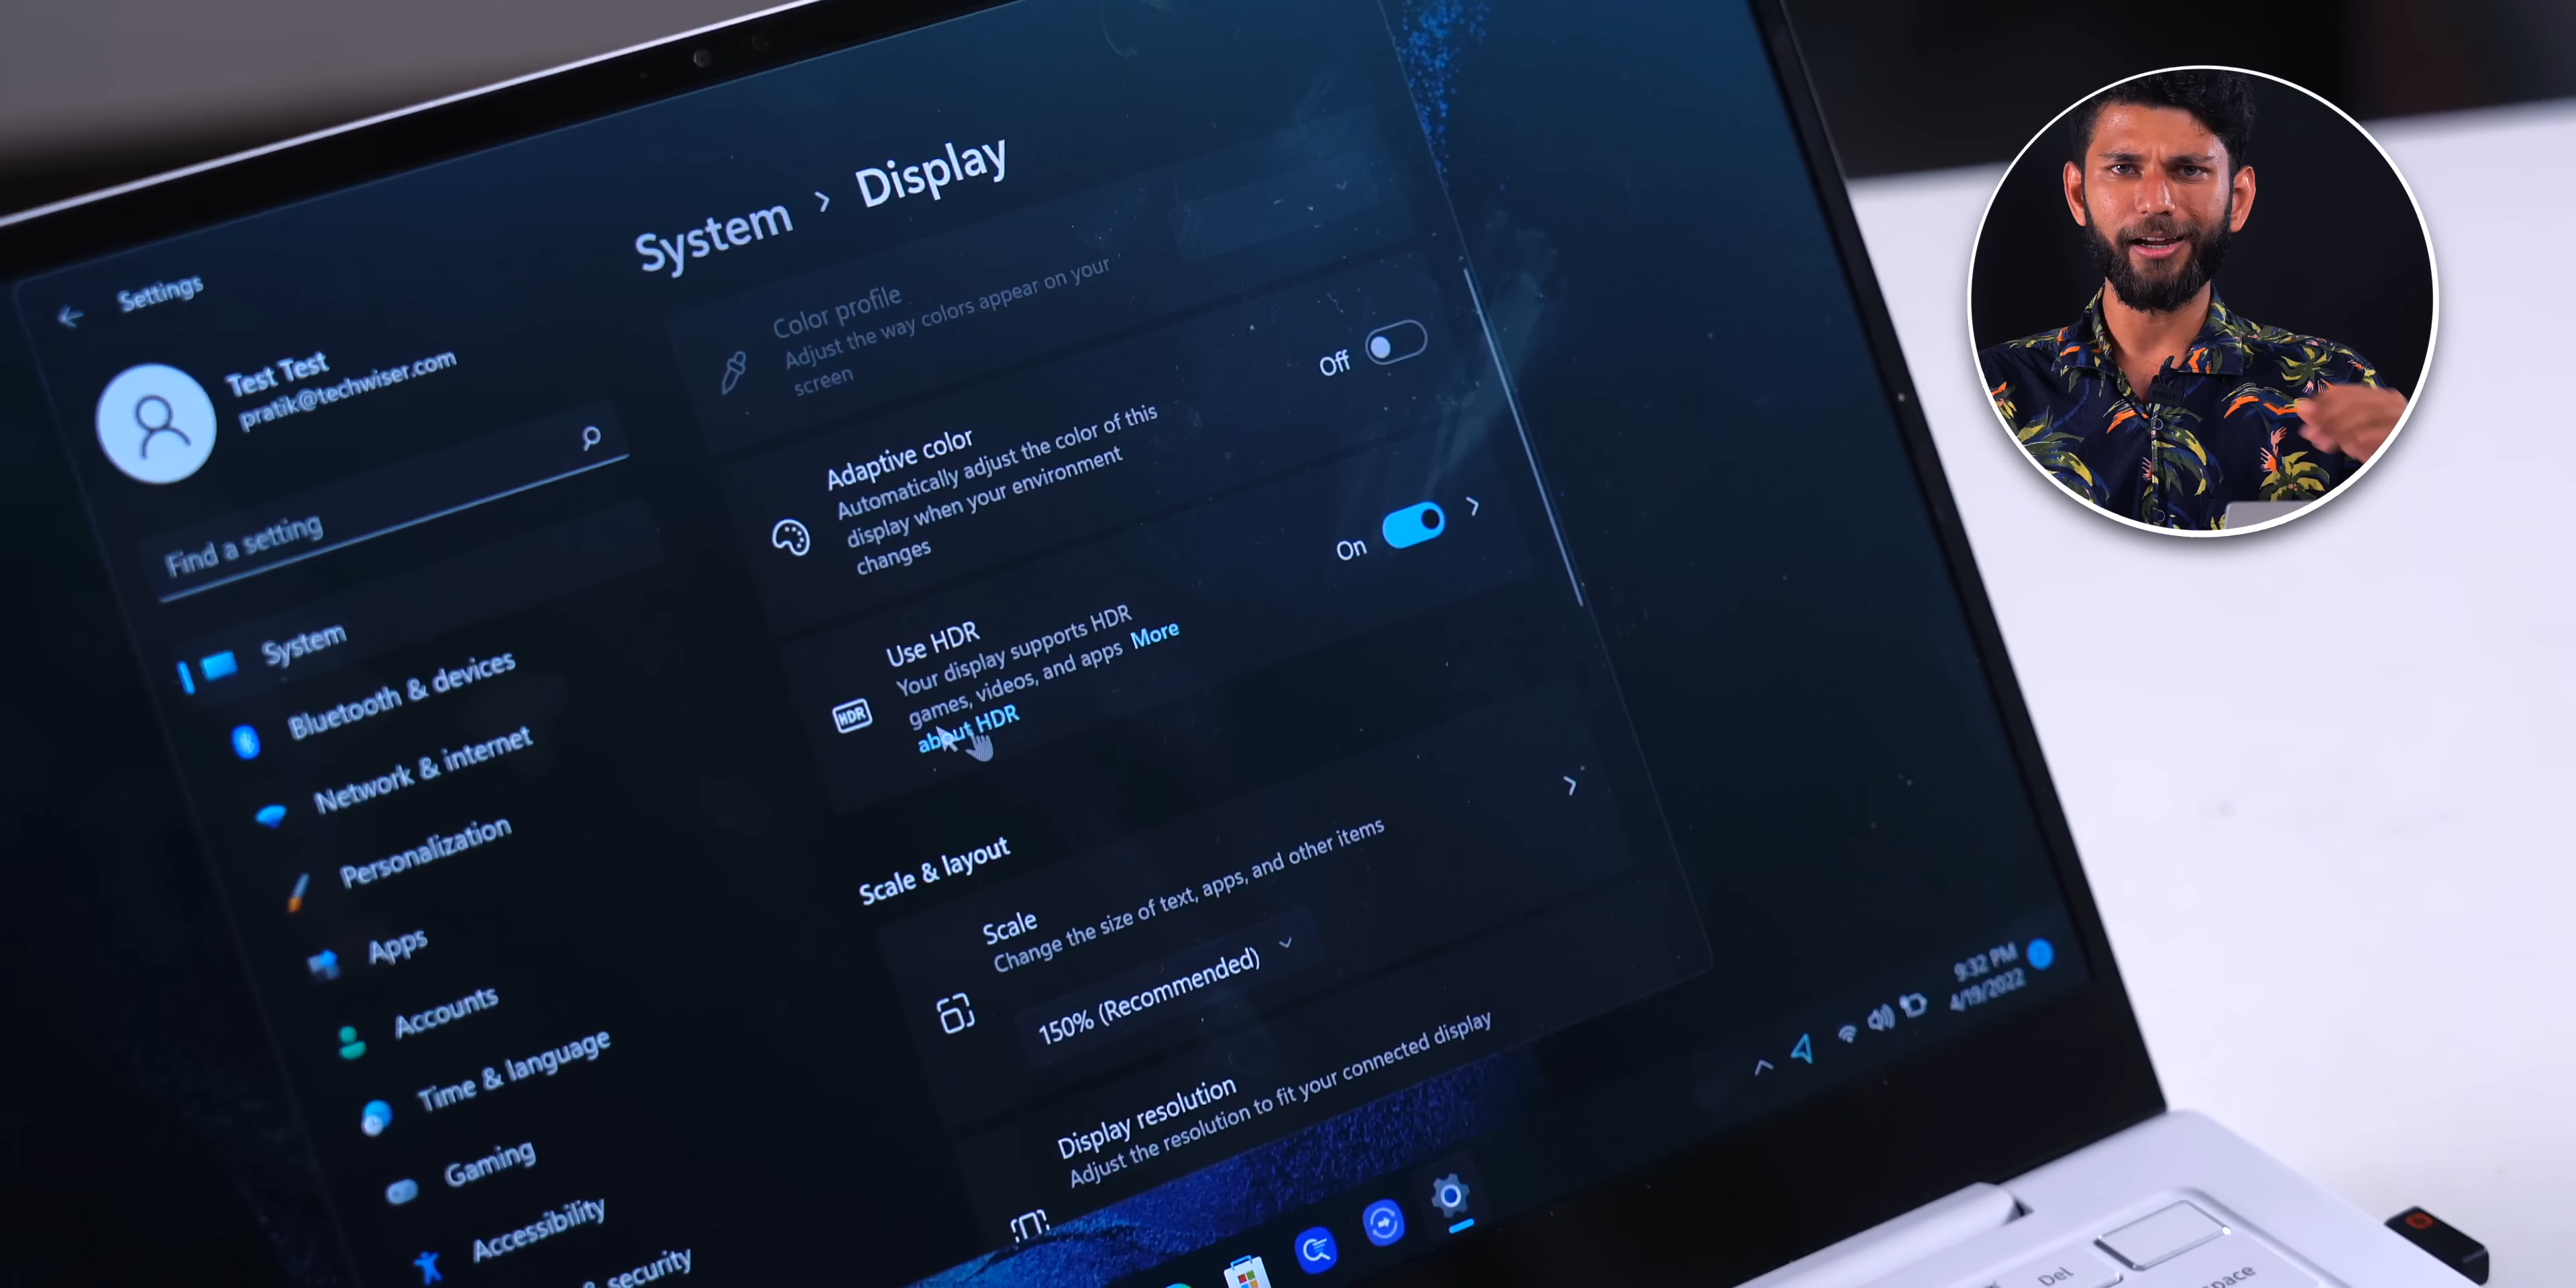 Settings
Test Test
pratik@techwiser.com
Find a setting
System
Bluetooth & devices
Network & internet
Personalization
Apps
Accounts
Time & language
Gaming
Accessibility
& security
System > Display
Color profile
Adjust the way colors appear on your
screen
Adaptive color
Automatically adjust the color of this
display when your environment
changes
Off
Use HDR
Your display supports HDR
games, videos, and apps More
about HDR
On
HDR
Scale & layout
Scale
Change the size of text, apps, and other items
150% (Recommended)
Display resolution
Adjust the resolution to fit your connected display
9:32 PM
4/19/2022
Del
space